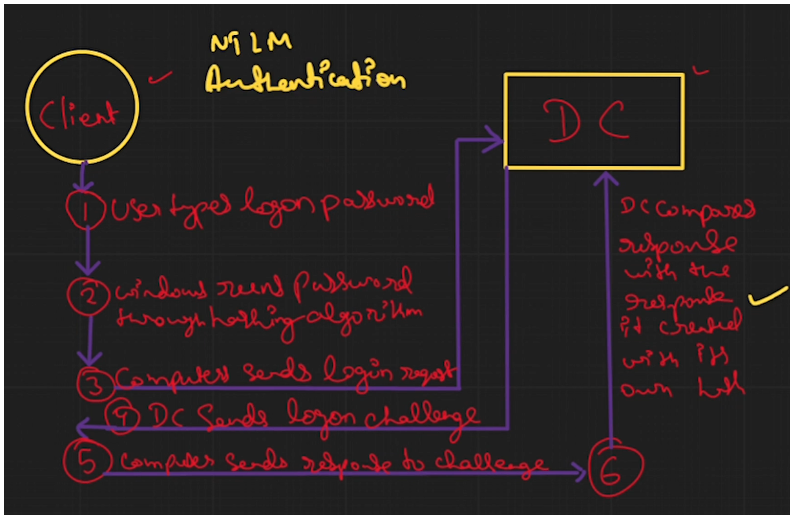 NTLM
Authentication
Client
DC
1 User types logon password
2 windows runs password
through hashing algorithm
3 Computer sends login reqest
4 DC Sends logon challenge
5 Computer sends response to challenge
6
DC compares
response
with the
response
it created
with its
own hash